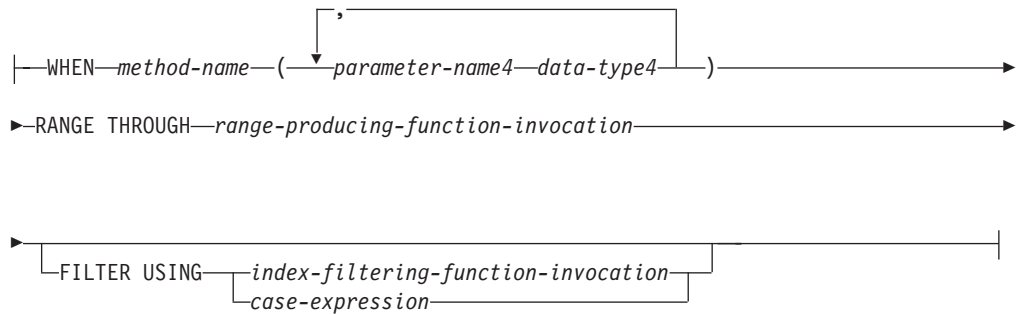 ,
WHEN method-name ( parameter-name4 data-type4 )
RANGE THROUGH range-producing-function-invocation
FILTER USING index-filtering-function-invocation
case-expression